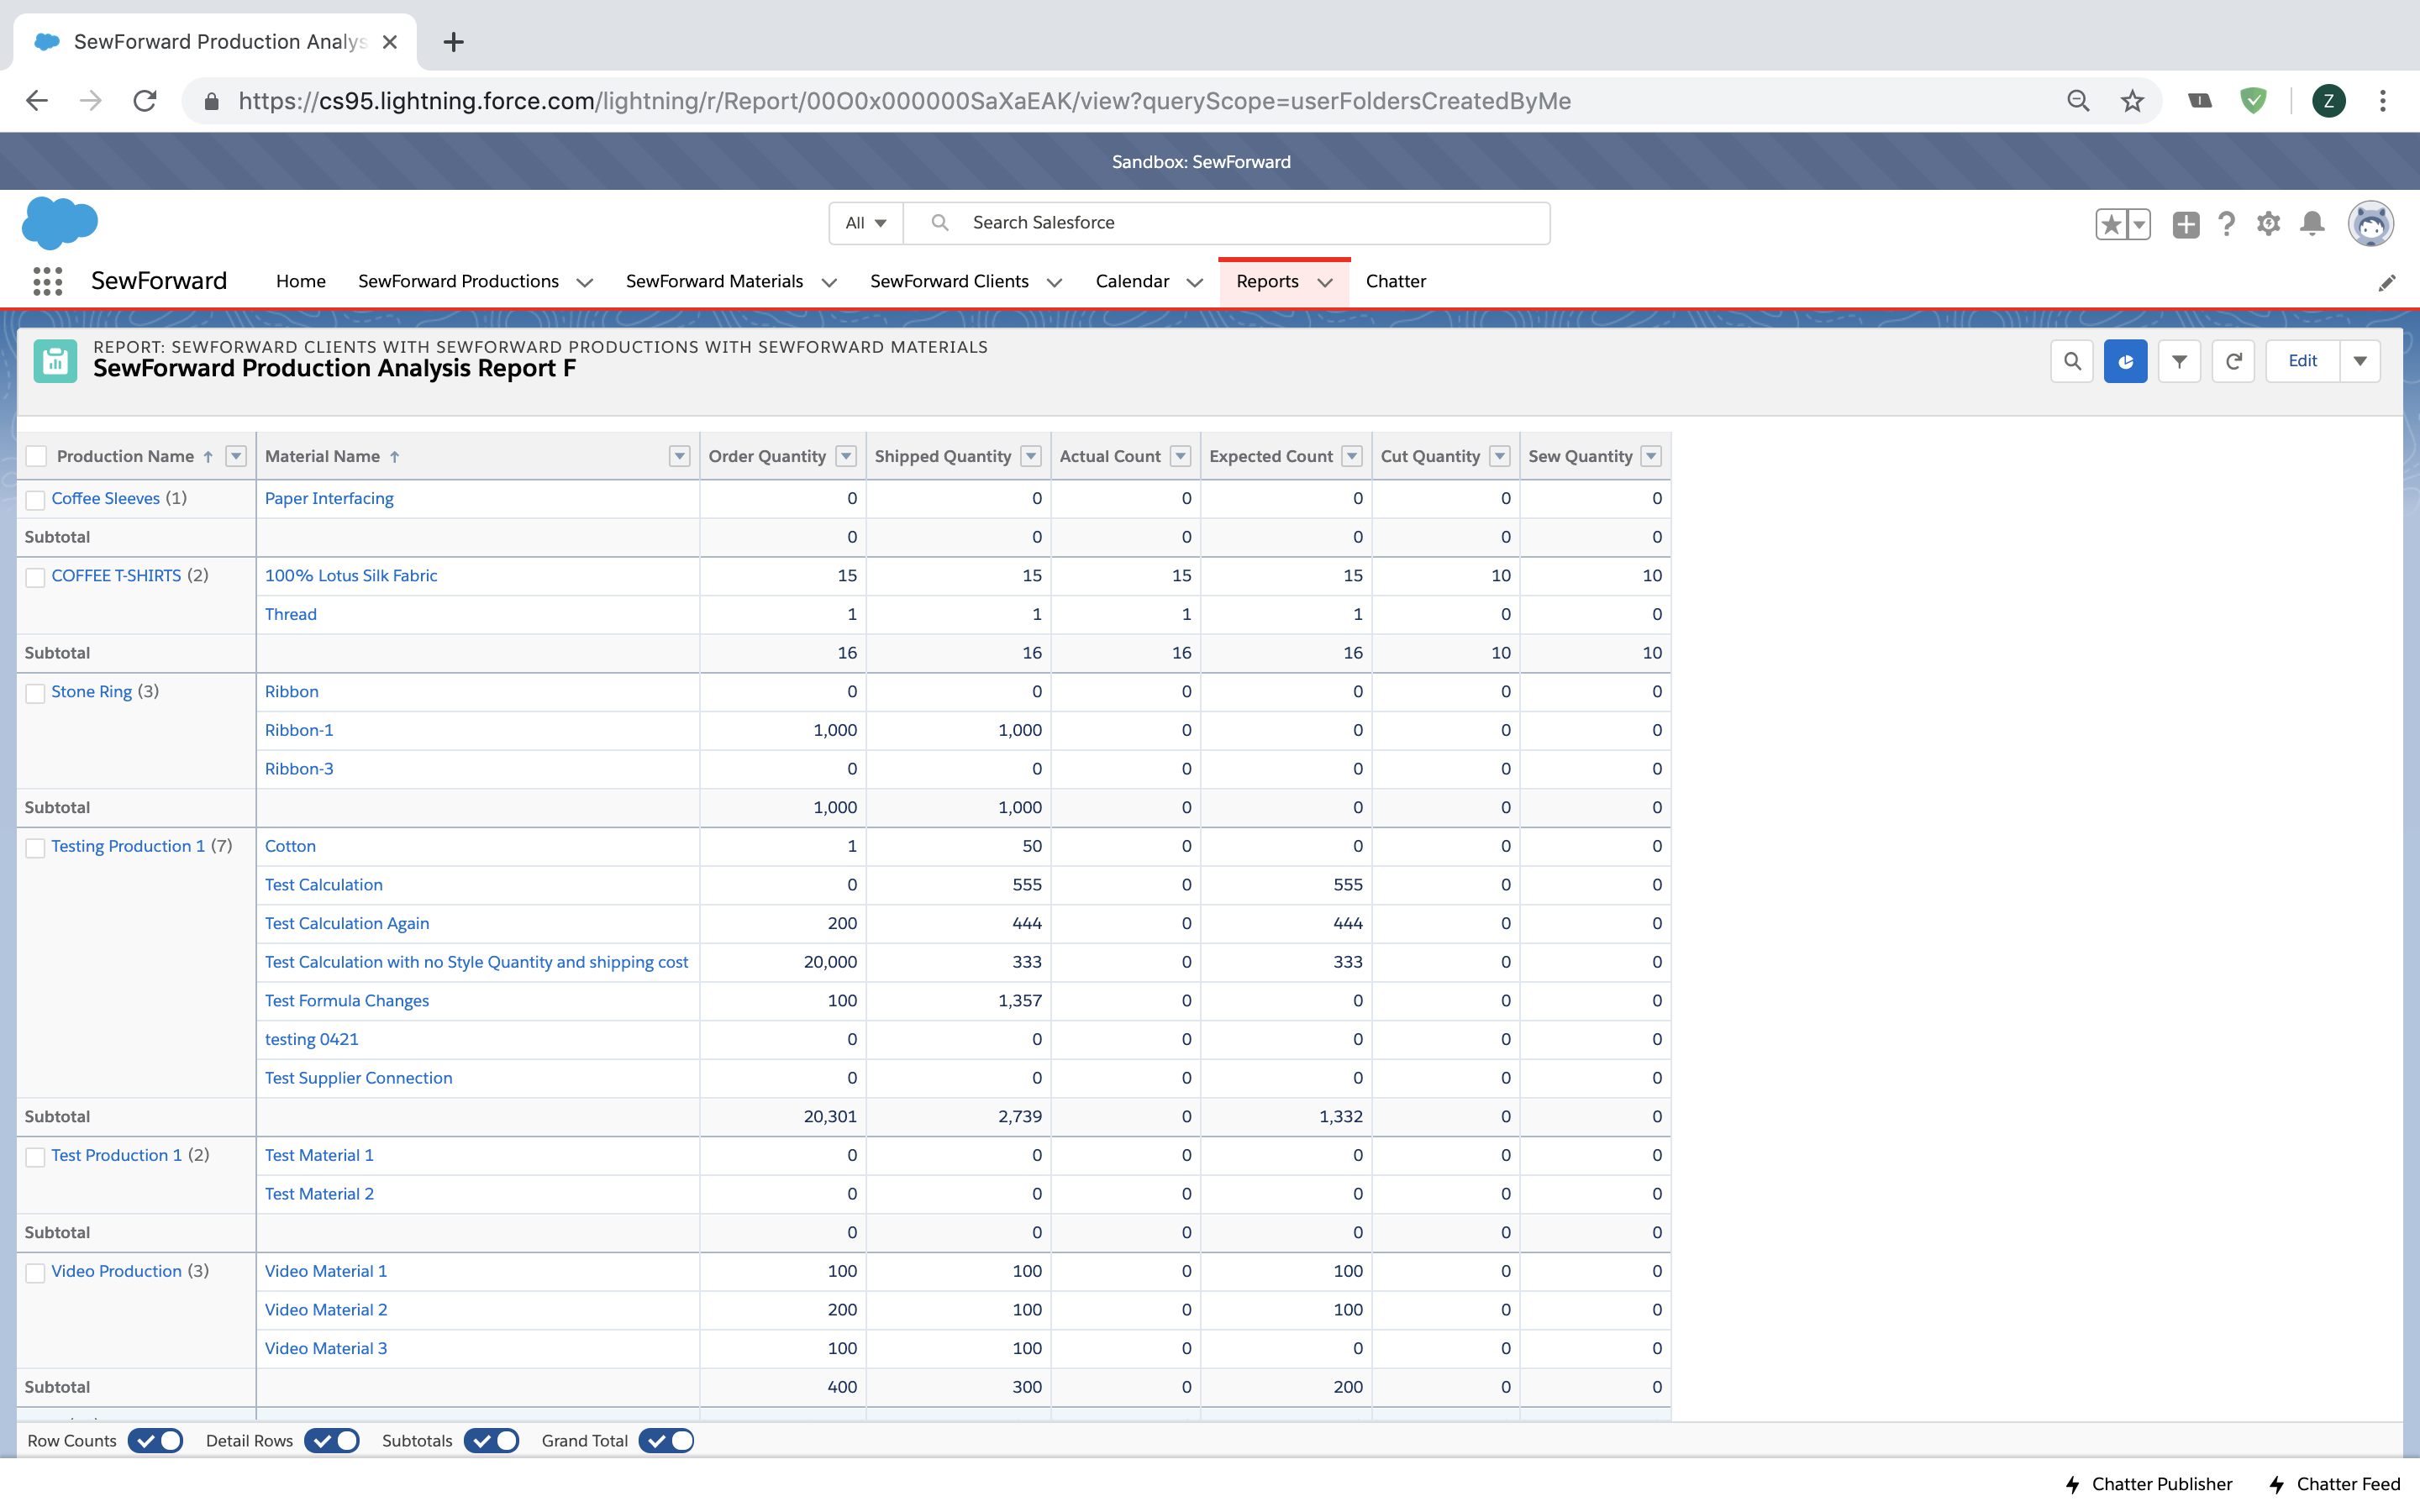 SewForward Production Analys
https://cs95.lightning.force.com/lightning/r/Report/00O0x000000SaXaEAK/view?queryScope=userFoldersCreatedByMe
Z
Sandbox: SewForward
All
Search Salesforce
SewForward
Home
SewForward Productions
SewForward Materials
SewForward Clients
Calendar
Reports
Chatter
REPORT: SEWFORWARD CLIENTS WITH SEWFORWARD PRODUCTIONS WITH SEWFORWARD MATERIALS
SewForward Production Analysis Report F
Edit
Production Name ↑ Material Name ↑ Order Quantity Shipped Quantity Actual Count Expected Count Cut Quantity Sew Quantity
Coffee Sleeves (1) Paper Interfacing 0 0 0 0 0 0
Subtotal 0 0 0 0 0 0
COFFEE T-SHIRTS (2) 100% Lotus Silk Fabric 15 15 15 15 10 10
Thread 1 1 1 1 0 0
Subtotal 16 16 16 16 10 10
Stone Ring (3) Ribbon 0 0 0 0 0 0
Ribbon-1 1,000 1,000 0 0 0 0
Ribbon-3 0 0 0 0 0 0
Subtotal 1,000 1,000 0 0 0 0
Testing Production 1 (7) Cotton 1 50 0 0 0 0
Test Calculation 0 555 0 555 0 0
Test Calculation Again 200 444 0 444 0 0
Test Calculation with no Style Quantity and shipping cost 20,000 333 0 333 0 0
Test Formula Changes 100 1,357 0 0 0 0
testing 0421 0 0 0 0 0 0
Test Supplier Connection 0 0 0 0 0 0
Subtotal 20,301 2,739 0 1,332 0 0
Test Production 1 (2) Test Material 1 0 0 0 0 0 0
Test Material 2 0 0 0 0 0 0
Subtotal 0 0 0 0 0 0
Video Production (3) Video Material 1 100 100 0 100 0 0
Video Material 2 200 100 0 100 0 0
Video Material 3 100 100 0 0 0 0
Subtotal 400 300 0 200 0 0
Row Counts Detail Rows Subtotals Grand Total
Chatter Publisher Chatter Feed